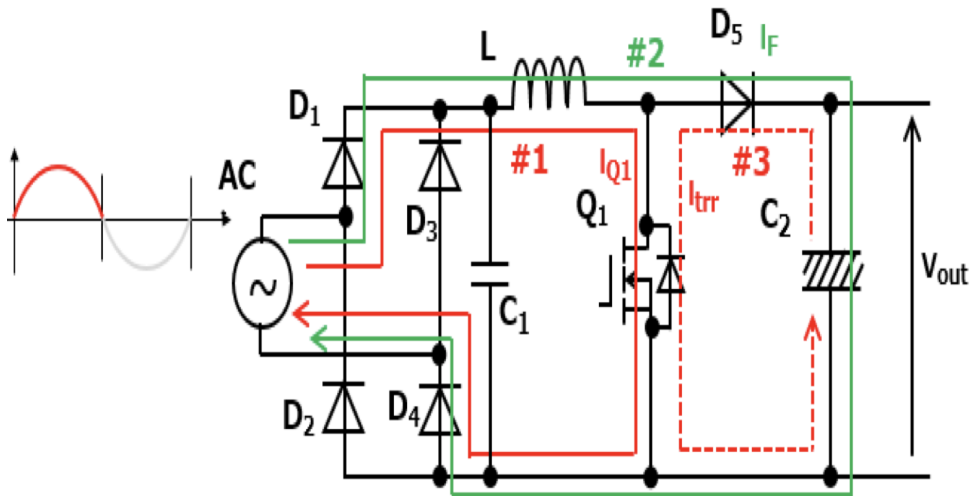 D5
IF
L
#2
D1
#1
IQ1
#3
Itrr
AC
D3
Q1
C2
~
C1
Vout
D2
D4